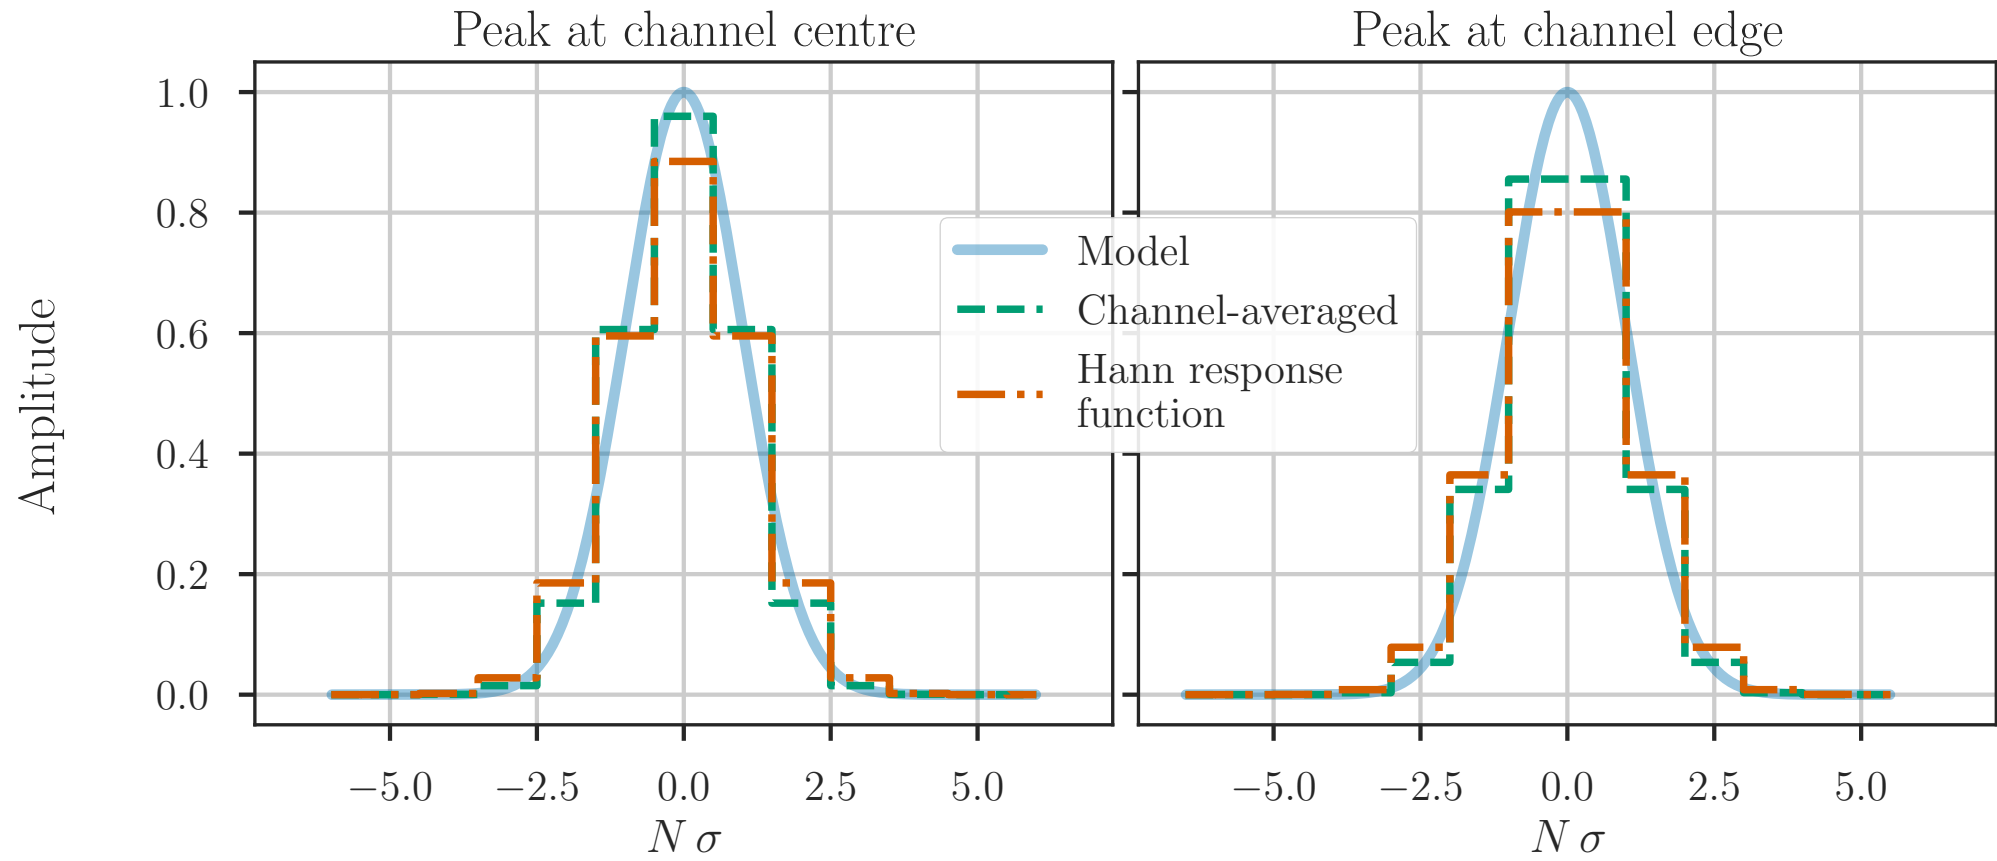 Peak at channel centre
Peak at channel edge
Amplitude
1.0
0.8
0.6
0.4
0.2
0.0
Model
Channel-averaged
Hann response
function
−5.0 −2.5 0.0 2.5 5.0
−5.0 −2.5 0.0 2.5 5.0
N σ
N σ